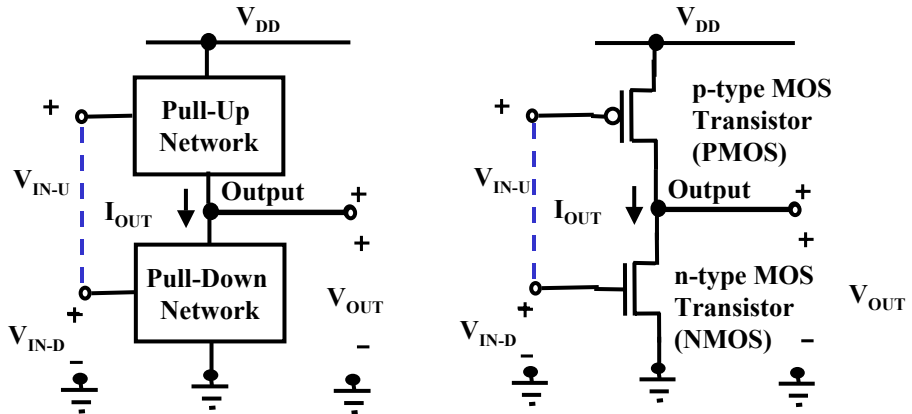 V_DD
+
Pull-Up
Network
V_IN-U
Output
+
I_OUT
+
Pull-Down
Network
+
V_IN-D
V_OUT
–
–
V_DD
+
p-type MOS
Transistor
(PMOS)
V_IN-U
Output
+
I_OUT
+
n-type MOS
Transistor
(NMOS)
+
V_IN-D
V_OUT
–
–